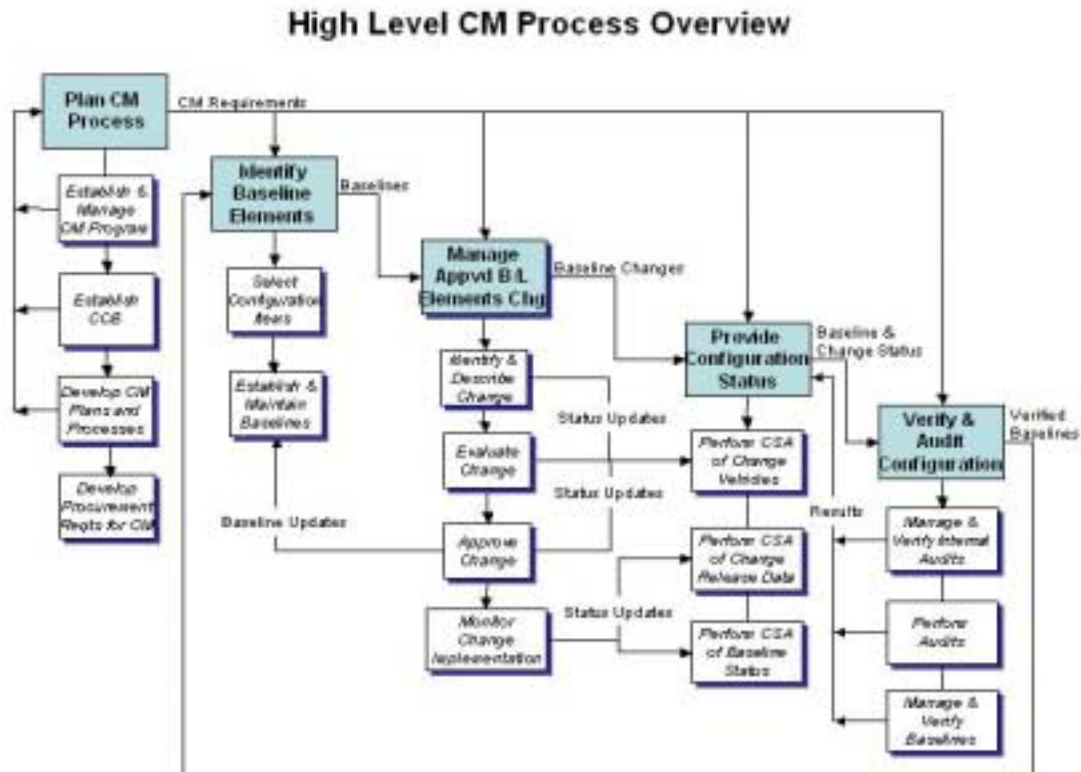 High Level CM Process Overview
Plan CM
Process
CM Requirements
Establish &
Manage
CM Program
Establish
CCB
Develop CM
Plans and
Processes
Develop
Procurement
Reqts for CM
Identify
Baseline
Elements
Baselines
Select
Configuration
Items
Establish &
Maintain
Baselines
Baseline Updates
Manage
Appvd B/L
Elements Chg
Baseline Changes
Identify &
Describe
Change
Status Updates
Evaluate
Change
Status Updates
Approve
Change
Status Updates
Monitor
Change
Implementation
Provide
Configuration
Status
Baseline &
Change Status
Perform CSA
of Change
Vehicles
Perform CSA
of Change
Release Data
Perform CSA
of Baseline
Status
Verify &
Audit
Configuration
Verified
Baselines
Results
Manage &
Verify Internal
Audits
Perform
Audits
Manage &
Verify
Baselines